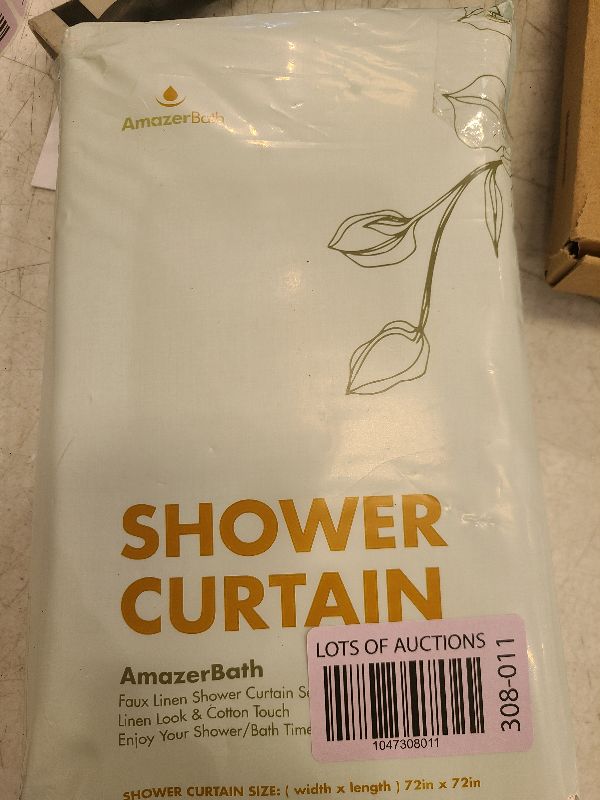 AmazerBath
SHOWER
CURTAIN
AmazerBath
Faux Linen Shower Curtain
Linen Look & Cotton Touch
Enjoy Your Shower/Bath Time
LOTS OF AUCTIONS
1047308011
308-011
SHOWER CURTAIN SIZE: ( width x length ) 72in x 72in